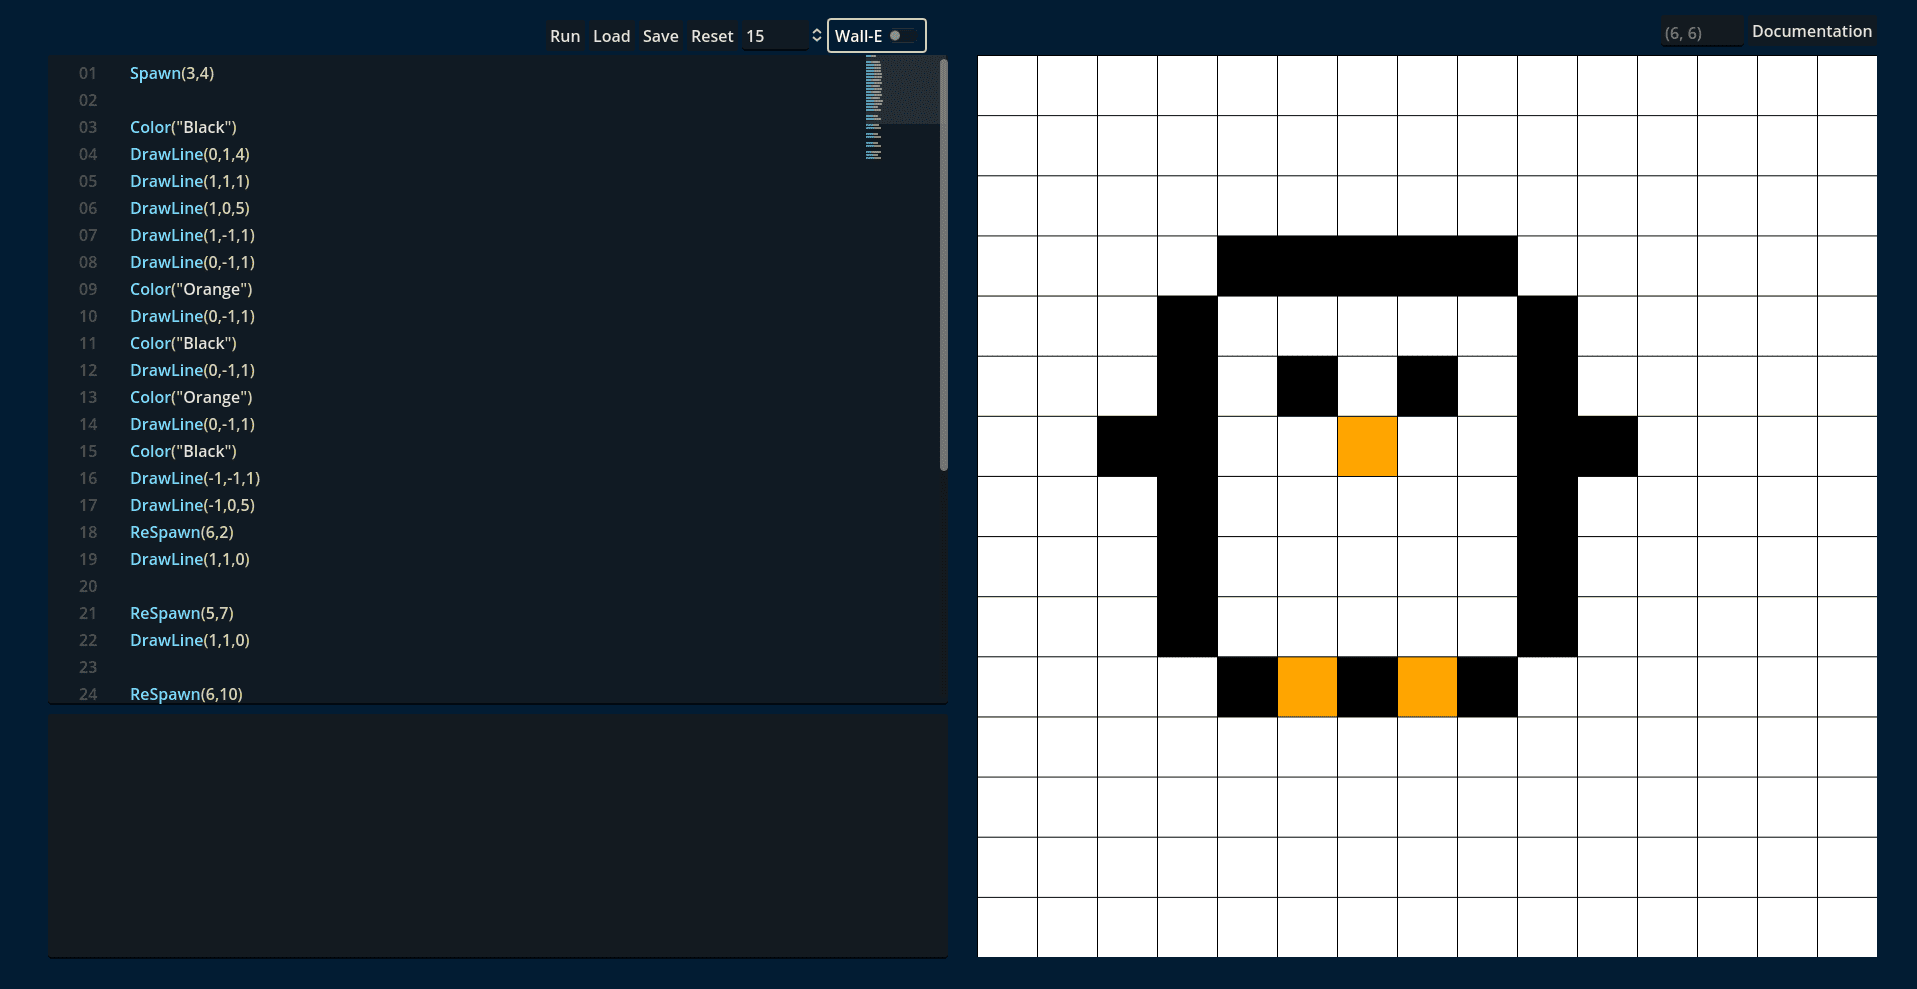 Run Load Save Reset 15 Wall-E (6, 6) Documentation
01 Spawn(3,4)
02
03 Color("Black")
04 DrawLine(0,1,4)
05 DrawLine(1,1,1)
06 DrawLine(1,0,5)
07 DrawLine(1,-1,1)
08 DrawLine(0,-1,1)
09 Color("Orange")
10 DrawLine(0,-1,1)
11 Color("Black")
12 DrawLine(0,-1,1)
13 Color("Orange")
14 DrawLine(0,-1,1)
15 Color("Black")
16 DrawLine(-1,-1,1)
17 DrawLine(-1,0,5)
18 ReSpawn(6,2)
19 DrawLine(1,1,0)
20
21 ReSpawn(5,7)
22 DrawLine(1,1,0)
23
24 ReSpawn(6,10)